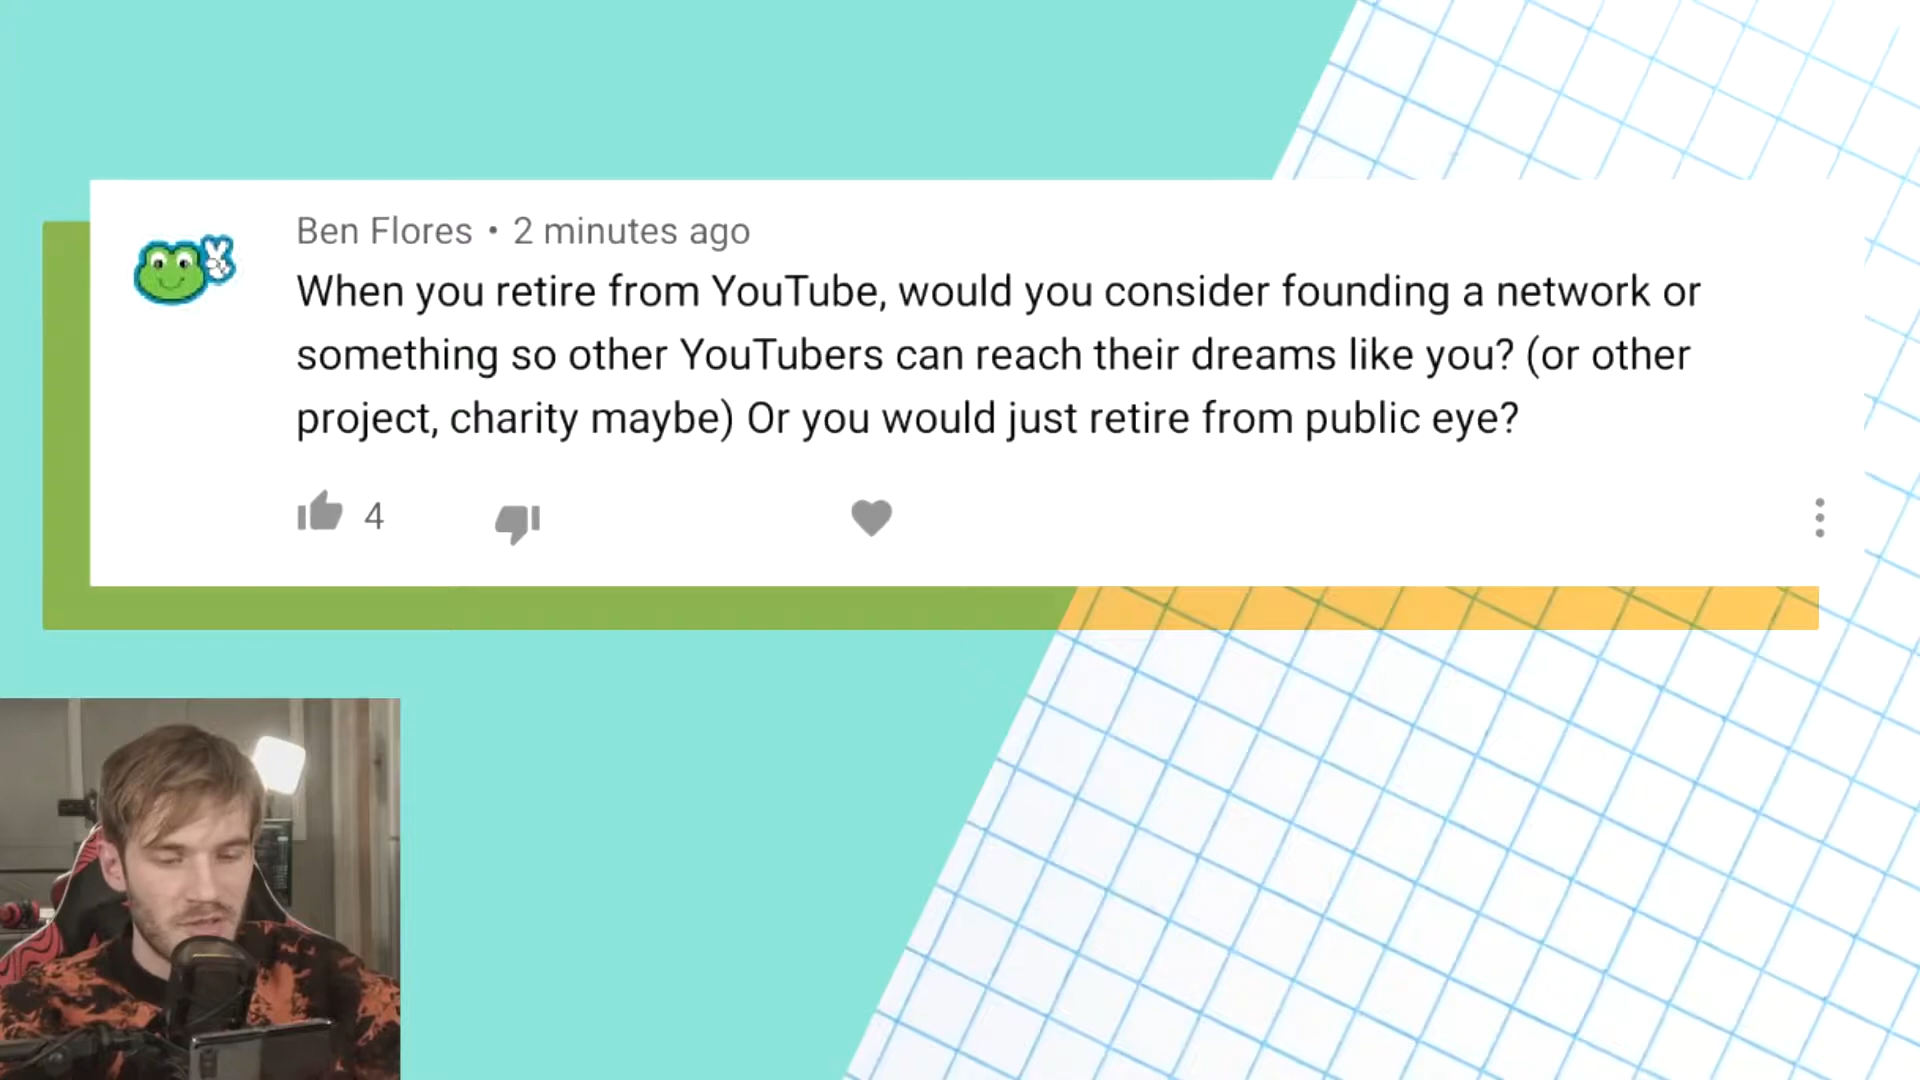 Ben Flores • 2 minutes ago
When you retire from YouTube, would you consider founding a network or
something so other YouTubers can reach their dreams like you? (or other
project, charity maybe) Or you would just retire from public eye?
4